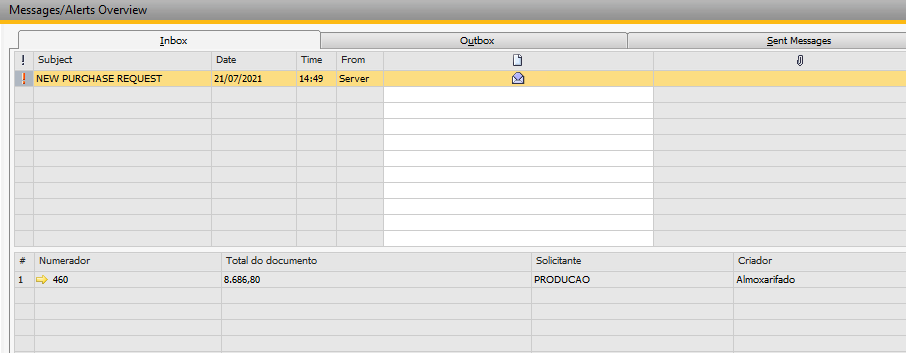 Messages/Alerts Overview
Inbox Outbox Sent Messages
! Subject Date Time From
! NEW PURCHASE REQUEST 21/07/2021 14:49 Server
# Numerador Total do documento Solicitante Criador
1 460 8.686,80 PRODUCAO Almoxarifado